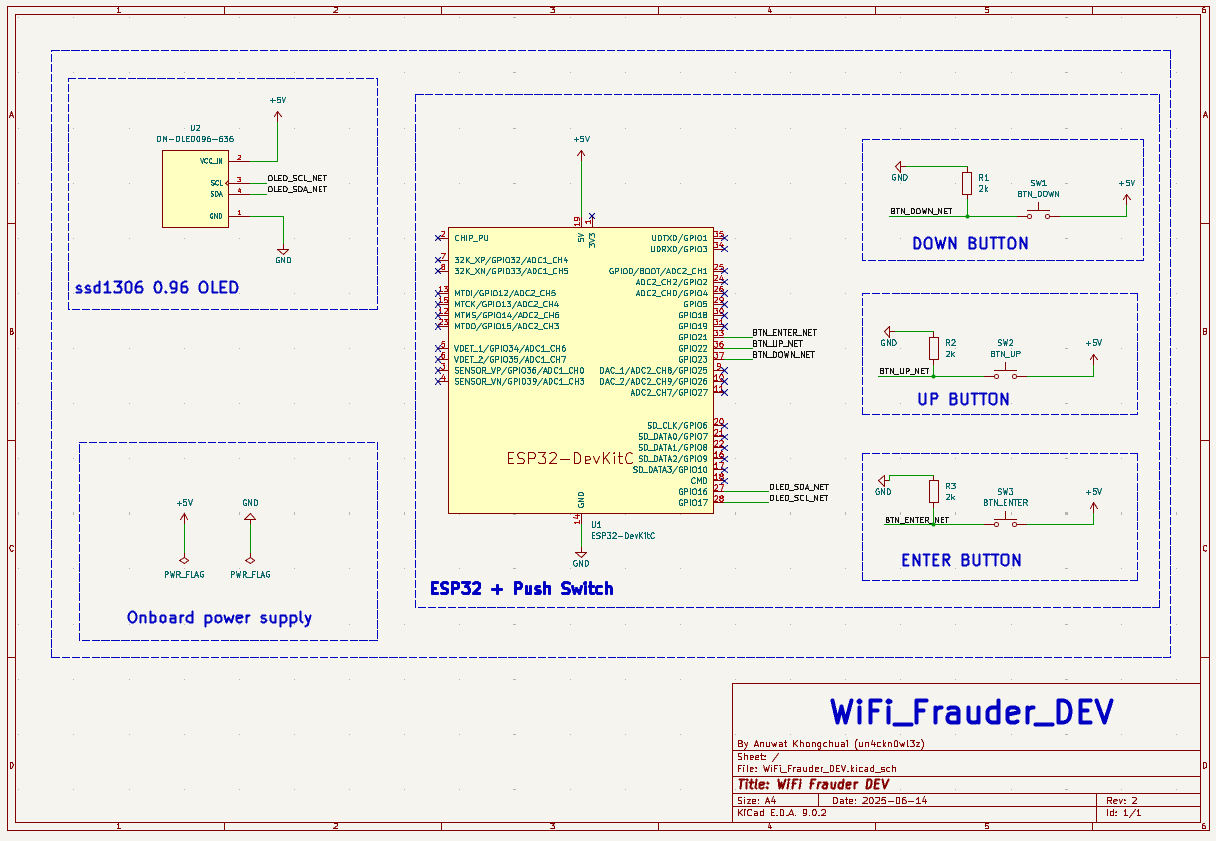 1 2 3 4 5 6
A
B
C
D
+5V
U2
DM-OLED096-636
VCC_IN 2
SCL 3 OLED_SCL_NET
SDA 4 OLED_SDA_NET
GND 1
GND
ssd1306 0.96 OLED
+5V
GND
PWR_FLAG
PWR_FLAG
Onboard power supply
+5V
19
5V
1
3V3
2 CHIP_PU
7 32K_XP/GPIO32/ADC1_CH4
8 32K_XN/GPIO33/ADC1_CH5
13 MTDI/GPIO12/ADC2_CH5
15 MTCK/GPIO13/ADC2_CH4
12 MTMS/GPIO14/ADC2_CH6
23 MTDO/GPIO15/ADC2_CH3
5 VDET_1/GPIO34/ADC1_CH6
6 VDET_2/GPIO35/ADC1_CH7
3 SENSOR_VP/GPIO36/ADC1_CH0
4 SENSOR_VN/GPIO39/ADC1_CH3
UDTXD/GPIO1 35
UDRXD/GPIO3 34
GPIO0/BOOT/ADC2_CH1 25
ADC2_CH2/GPIO2 24
ADC2_CH0/GPIO4 26
GPIO5 29
GPIO18 30
GPIO19 31
GPIO21 33 BTN_ENTER_NET
GPIO22 36 BTN_UP_NET
GPIO23 37 BTN_DOWN_NET
DAC_1/ADC2_CH8/GPIO25 9
DAC_2/ADC2_CH9/GPIO26 10
ADC2_CH7/GPIO27 11
SD_CLK/GPIO6 20
SD_DATA0/GPIO7 21
SD_DATA1/GPIO8 22
SD_DATA2/GPIO9 16
SD_DATA3/GPIO10 17
CMD 18
GPIO16 27 OLED_SDA_NET
GPIO17 28 OLED_SCL_NET
ESP32-DevKitC
GND
14
U1
ESP32-DevKitC
GND
ESP32 + Push Switch
GND
R1
2k
SW1
BTN_DOWN
+5V
BTN_DOWN_NET
DOWN BUTTON
GND
R2
2k
SW2
BTN_UP
+5V
BTN_UP_NET
UP BUTTON
GND
R3
2k
SW3
BTN_ENTER
+5V
BTN_ENTER_NET
ENTER BUTTON
WiFi_Frauder_DEV
By Anuwat Khongchuai (un4ckn0wl3z)
Sheet: /
File: WiFi_Frauder_DEV.kicad_sch
Title: WiFi Frauder DEV
Size: A4 Date: 2025-06-14 Rev: 2
KiCad E.D.A. 9.0.2 Id: 1/1
A
B
C
D
1 2 3 4 5 6